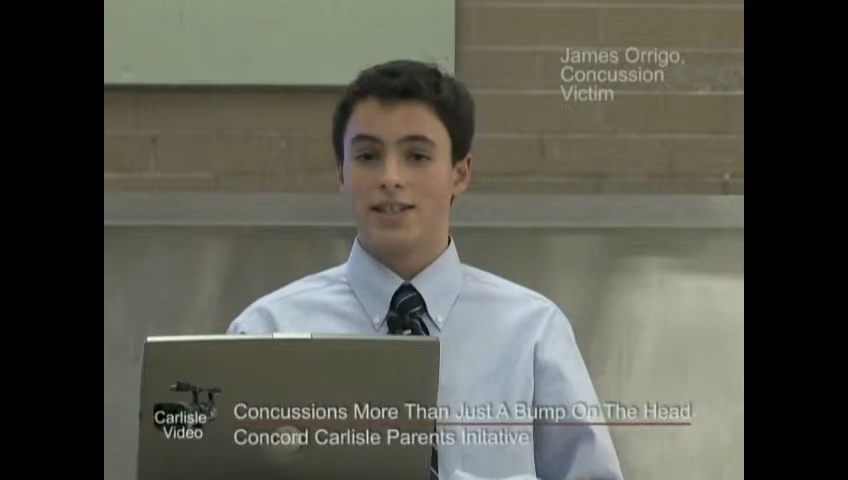 James Orrigo,
Concussion
Victim
Carlisle
Video
Concussions More Than Just A Bump On The Head
Concord Carlisle Parents Initative